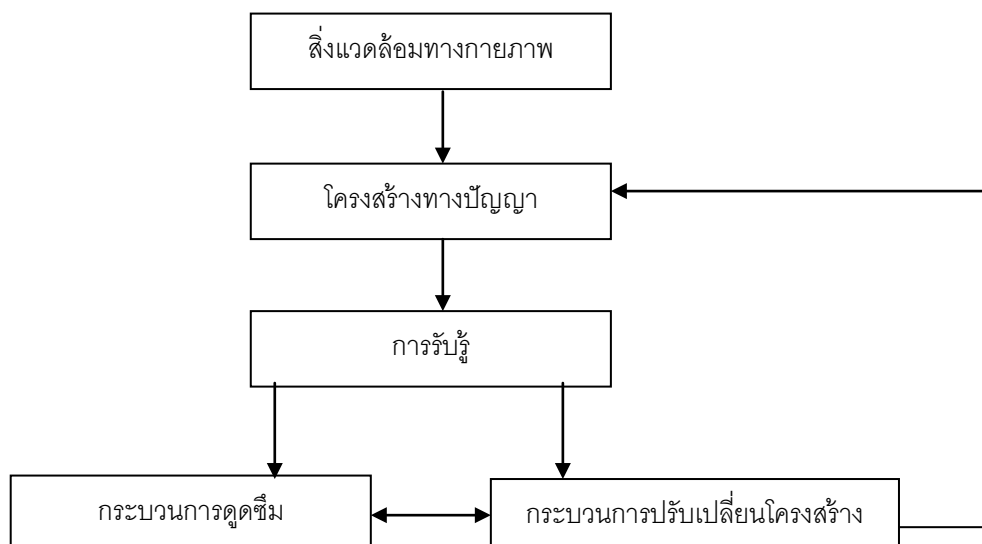 สิ่งแวดล้อมทางกายภาพ
โครงสร้างทางปัญญา
การรับรู้
กระบวนการดูดซึม
กระบวนการปรับเปลี่ยนโครงสร้าง